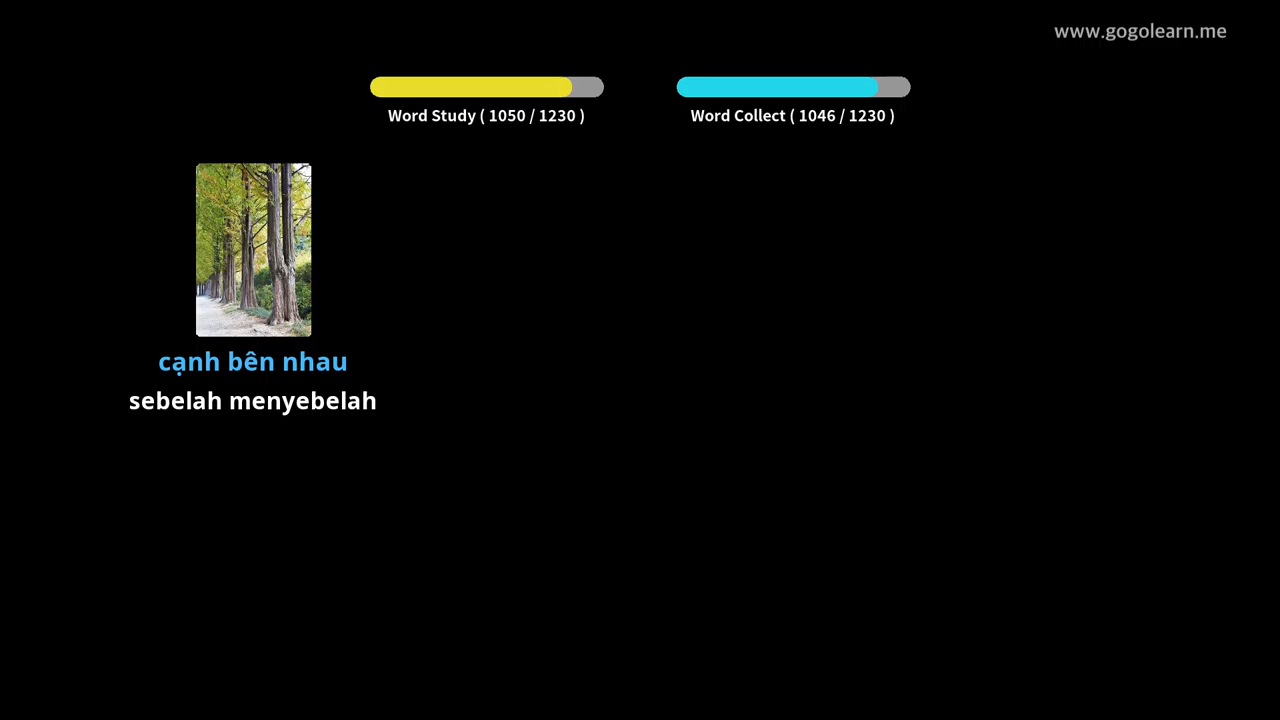 www.gogolearn.me
Word Study ( 1050 / 1230 )
Word Collect ( 1046 / 1230 )
cạnh bên nhau
sebelah menyebelah